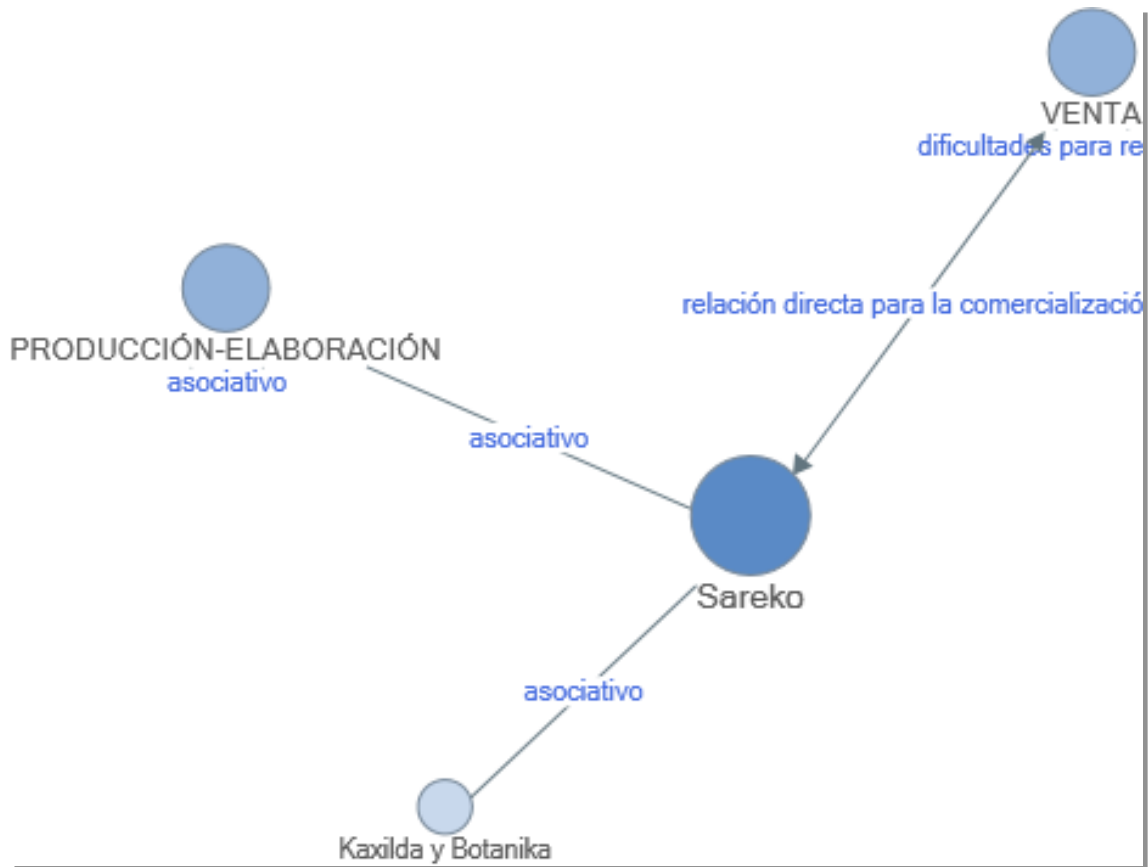 VENTA
dificultades para re
relación directa para la comercializació
PRODUCCIÓN-ELABORACIÓN
asociativo
asociativo
Sareko
asociativo
Kaxilda y Botanika